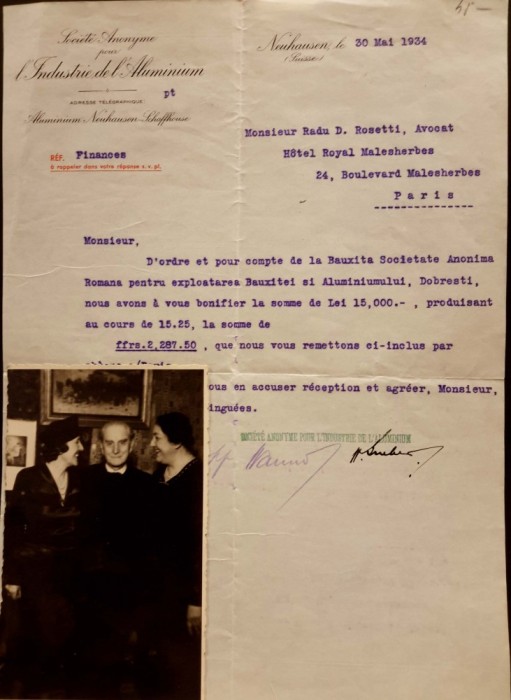 45 —
Société Anonyme
pour
l'Industrie de l'Aluminium
ADRESSE TÉLÉGRAPHIQUE
pt
Aluminium Neuhausen Schaffhouse
Neuhausen, le 30 Mai 1934
(Suisse)
RÉF. Finances
à rappeler dans votre réponse s. v. pl.
Monsieur Radu D. Rosetti, Avocat
Hôtel Royal Malesherbes
24, Boulevard Malesherbes
Paris
Monsieur,
D'ordre et pour compte de la Bauxita Societate Anonima
Romana pentru exploatarea Bauxitei si Aluminiumului, Dobresti,
nous avons à vous bonifier la somme de Lei 15,000.- , produisant
au cours de 15.25, la somme de
ffrs.2,287.50 , que nous vous remettons ci-inclus par
ous en accuser réception et agréer, Monsieur,
inguées.
SOCIÉTÉ ANONYME POUR L'INDUSTRIE DE L'ALUMINIUM